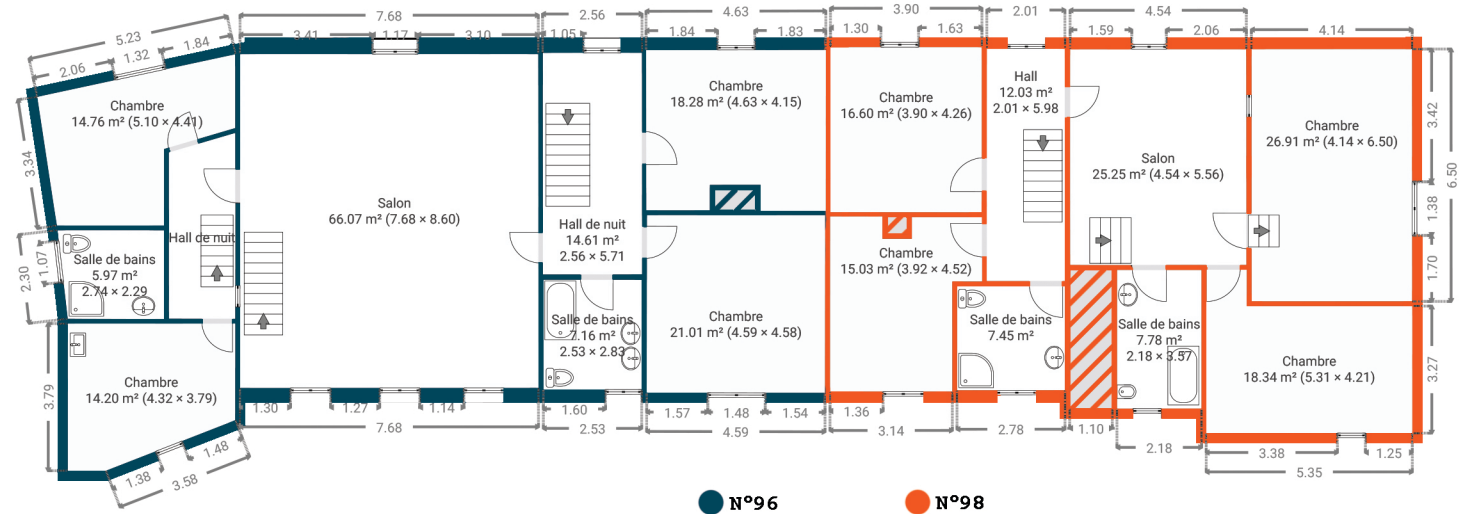 7.68
2.56
4.63
3.90
2.01
4.54
4.14
5.23
1.32
1.84
2.06
3.41
1.17
3.10
1.05
1.84
1.83
1.30
1.63
1.59
2.06
Chambre
14.76 m² (5.10 × 4.41)
3.34
Salon
66.07 m² (7.68 × 8.60)
Chambre
18.28 m² (4.63 × 4.15)
Chambre
16.60 m² (3.90 × 4.26)
Hall
12.03 m²
2.01 × 5.98
Salon
25.25 m² (4.54 × 5.56)
Chambre
26.91 m² (4.14 × 6.50)
3.42
6.50
1.38
1.70
Hall de nuit
Hall de nuit
14.61 m²
2.56 × 5.71
Salle de bains
5.97 m²
2.74 × 2.29
2.30
1.07
Chambre
15.03 m² (3.92 × 4.52)
Chambre
21.01 m² (4.59 × 4.58)
Salle de bains
7.16 m²
2.53 × 2.83
Salle de bains
7.45 m²
Salle de bains
7.78 m²
2.18 × 3.57
Chambre
18.34 m² (5.31 × 4.21)
3.27
Chambre
14.20 m² (4.32 × 3.79)
3.79
1.30
1.27
1.14
1.60
1.57
1.48
1.54
1.36
7.68
2.53
4.59
3.14
2.78
1.10
2.18
3.38
1.25
5.35
1.48
1.38
3.58
N°96
N°98